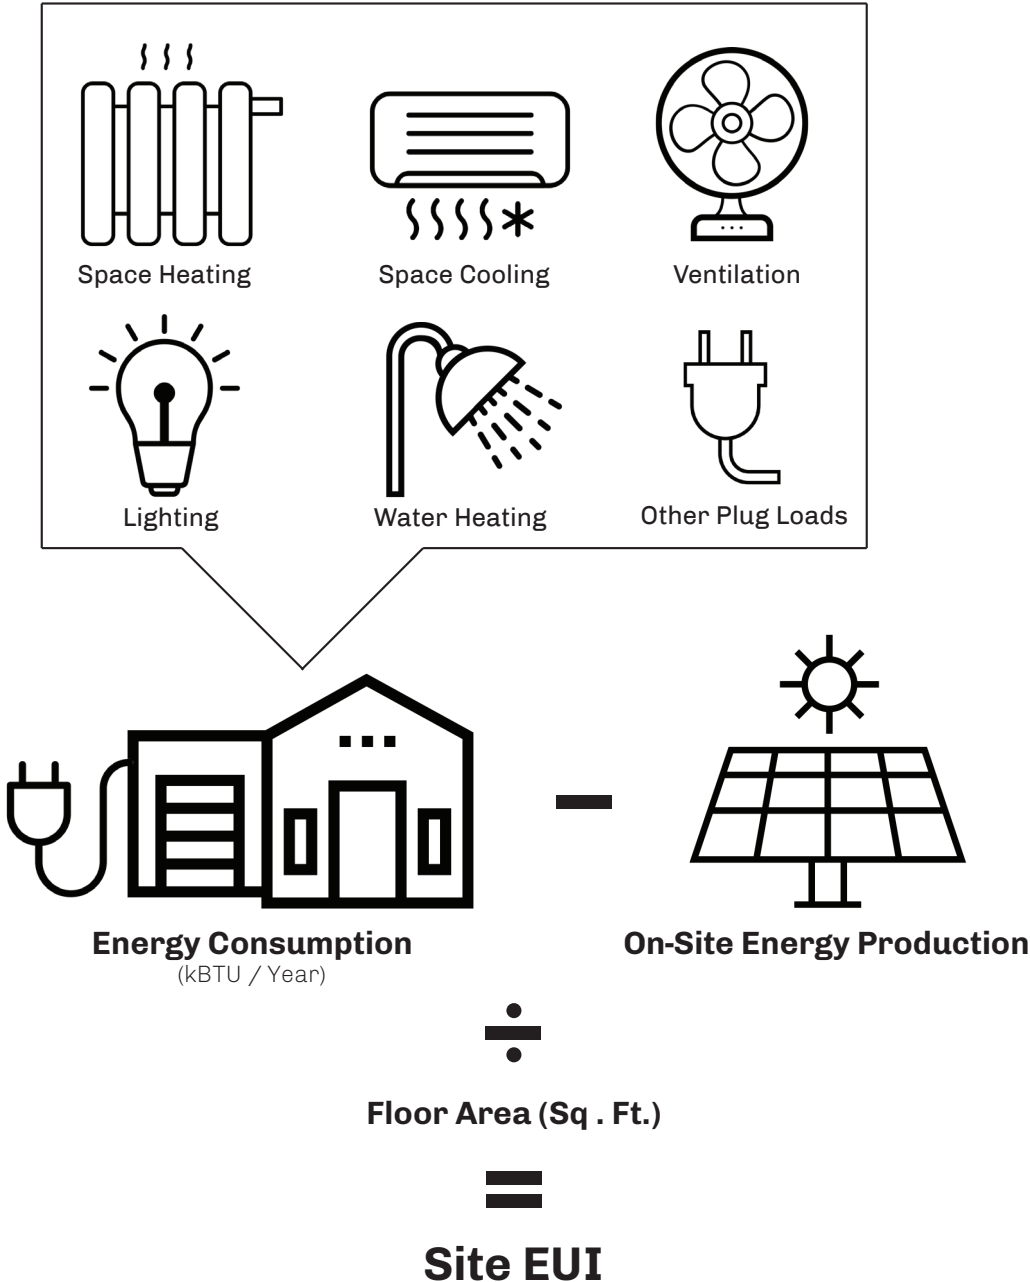 Space Heating
Space Cooling
Ventilation
Lighting
Water Heating
Other Plug Loads
Energy Consumption
(kBTU / Year)
On-Site Energy Production
Floor Area (Sq . Ft.)
Site EUI